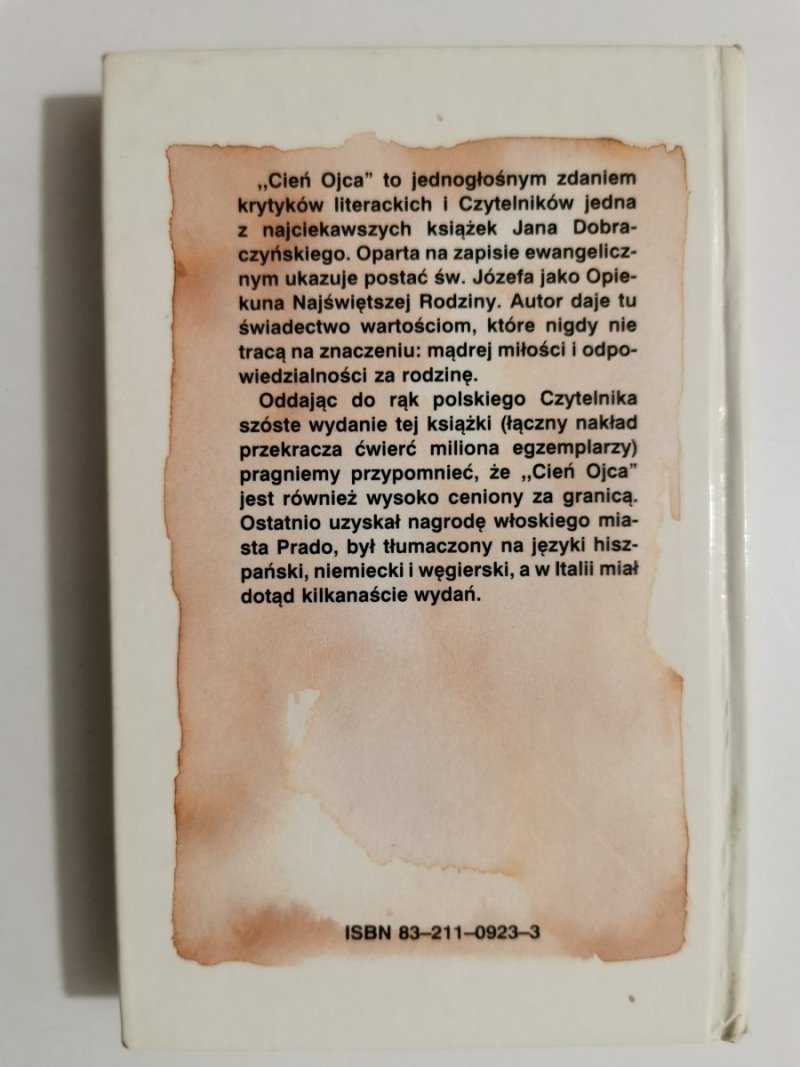 „Cień Ojca” to jednogłośnym zdaniem
krytyków literackich i Czytelników jedna
z najciekawszych książek Jana Dobra-
czyńskiego. Oparta na zapisie ewangelicz-
nym ukazuje postać św. Józefa jako Opie-
kuna Najświętszej Rodziny. Autor daje tu
świadectwo wartościom, które nigdy nie
tracą na znaczeniu: mądrej miłości i odpo-
wiedzialności za rodzinę.
Oddając do rąk polskiego Czytelnika
szóste wydanie tej książki (łączny nakład
przekracza ćwierć miliona egzemplarzy)
pragniemy przypomnieć, że „Cień Ojca”
jest również wysoko ceniony za granicą.
Ostatnio uzyskał nagrodę włoskiego mia-
sta Prado, był tłumaczony na języki hisz-
pański, niemiecki i węgierski, a w Italii miał
dotąd kilkanaście wydań.
ISBN 83–211–0923–3